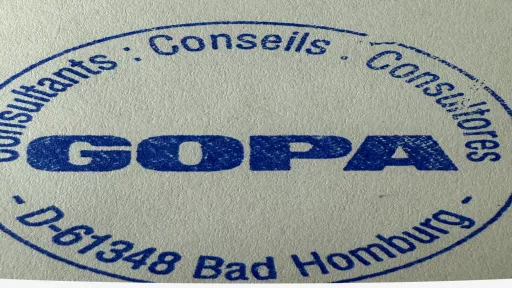 Consultants · Conseils · Consultores
GOPA
- D-61348 Bad Homburg -